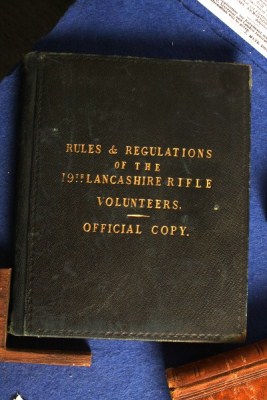 RULES & REGULATIONS
OF THE
19TH LANCASHIRE RIFLE
VOLUNTEERS.
OFFICIAL COPY.